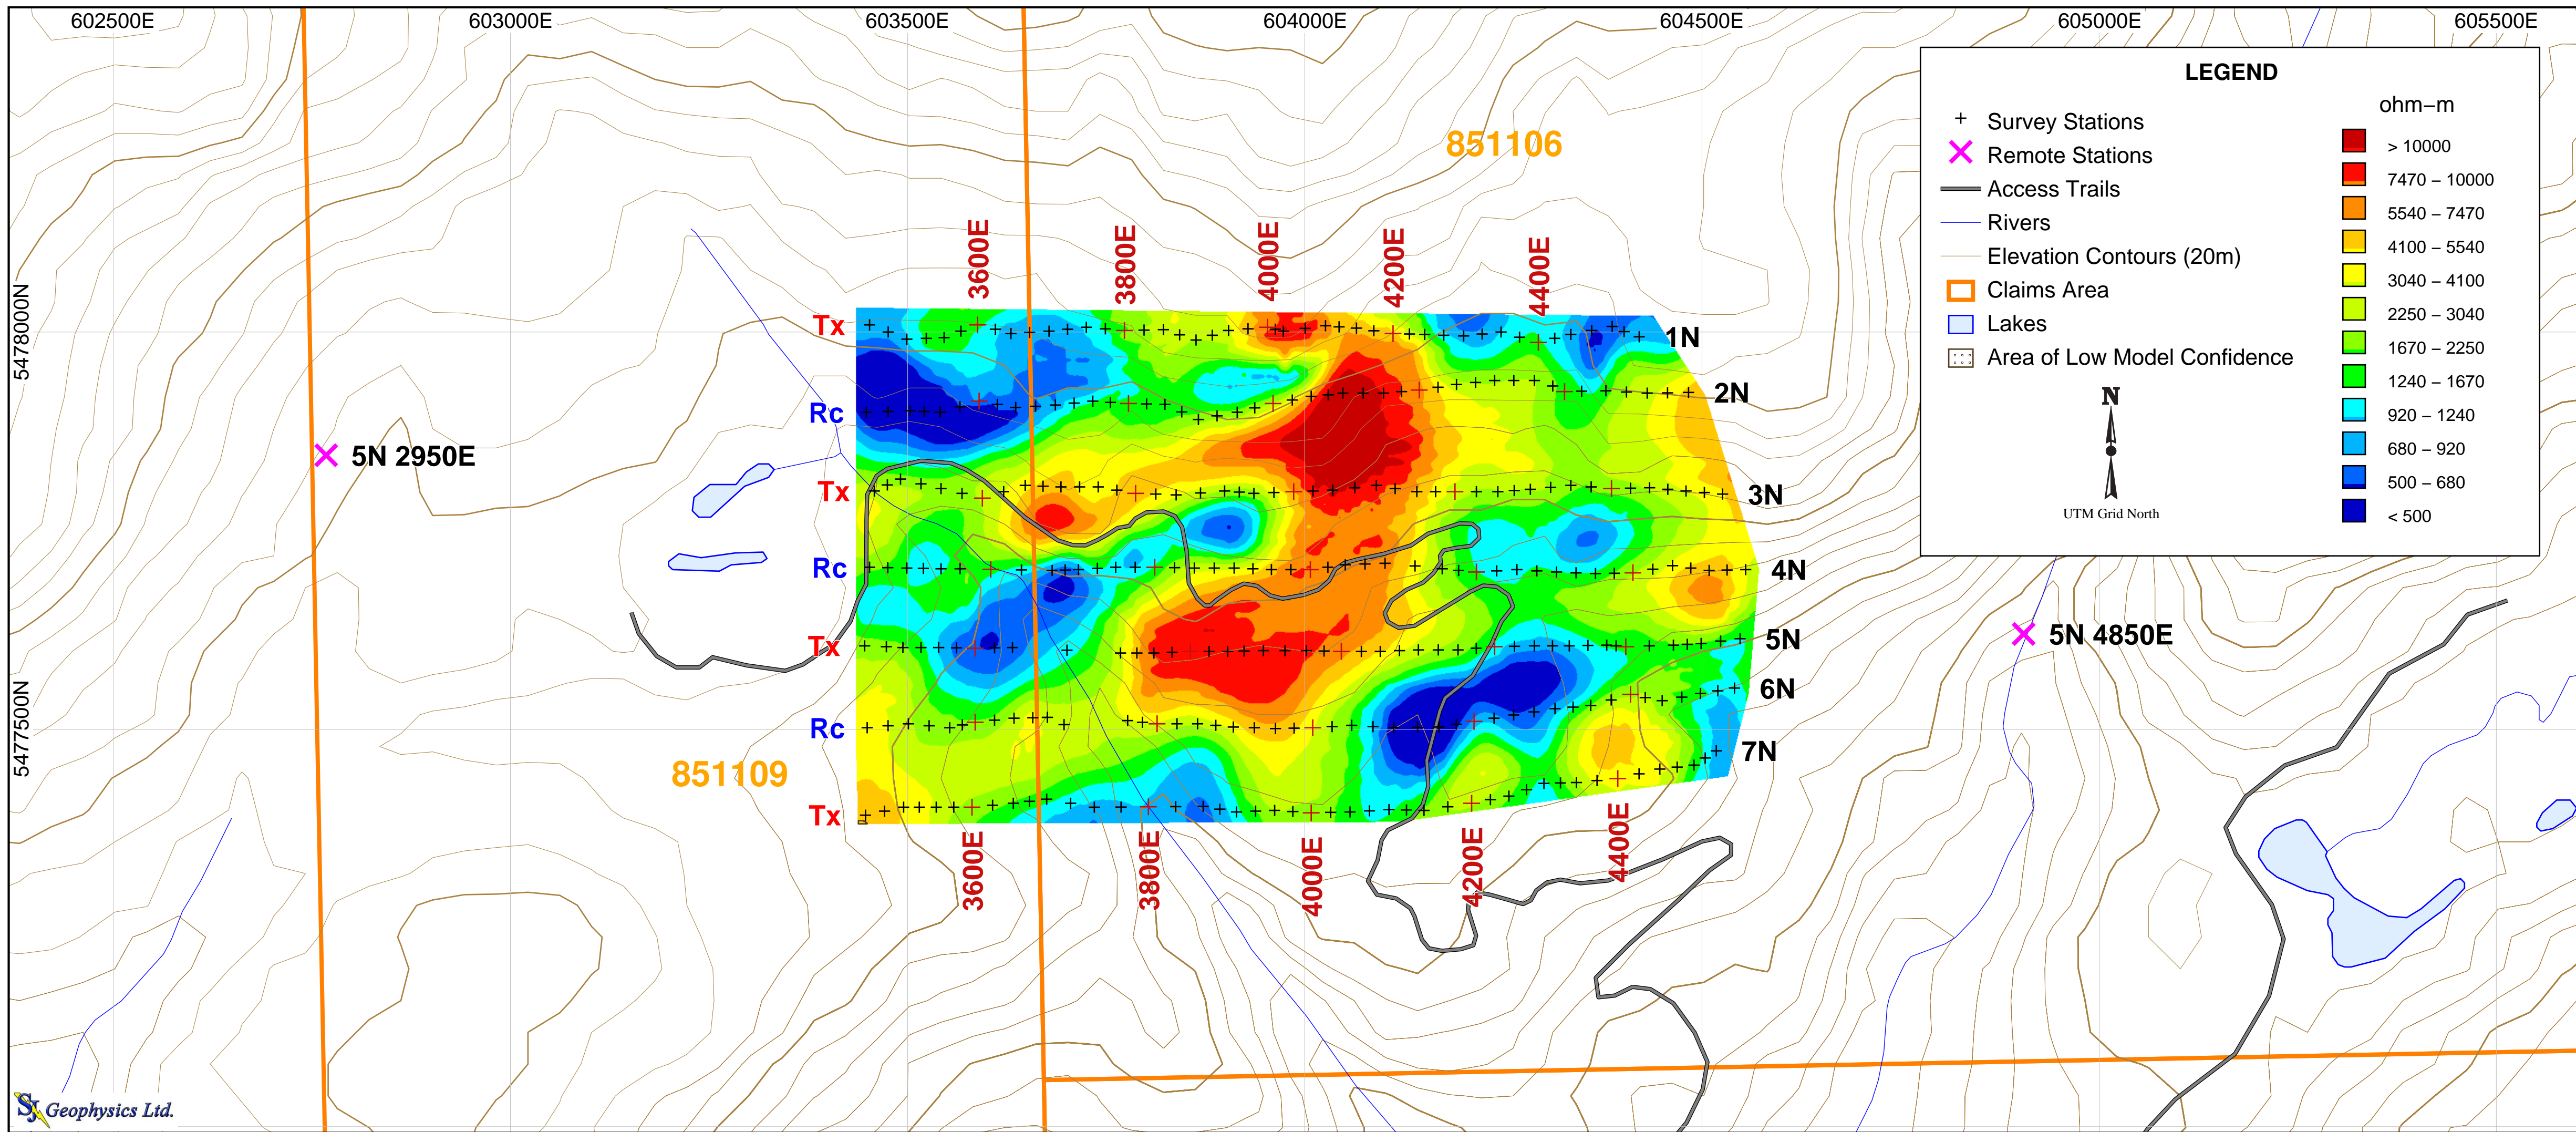 602500E 603000E 603500E 604000E 604500E 605000E 605500E
LEGEND
ohm-m
Survey Stations
Remote Stations
Access Trails
Rivers
Elevation Contours (20m)
Claims Area
Lakes
Area of Low Model Confidence
N
UTM Grid North
> 10000
7470 - 10000
5540 - 7470
4100 - 5540
3040 - 4100
2250 - 3040
1670 - 2250
1240 - 1670
920 - 1240
680 - 920
500 - 680
< 500
851106
3600E 3800E 4000E 4200E 4400E
5478000N
Tx
1N
2N
Rc
5N 2950E
Tx
3N
Rc
4N
Tx
5N
5N 4850E
6N
5477500N
Rc
7N
851109
Tx
3600E 3800E 4000E 4200E 4400E
SJ Geophysics Ltd.